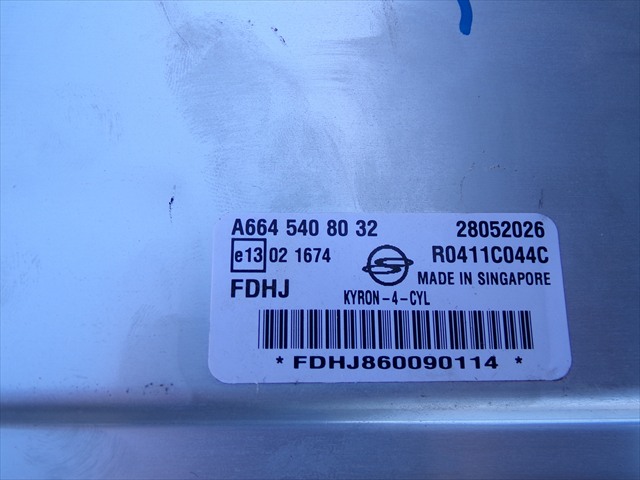 A664 540 80 32 28052026
e13 02 1674 R0411C044C
MADE IN SINGAPORE
FDHJ KYRON-4-CYL
* FDHJ860090114 *